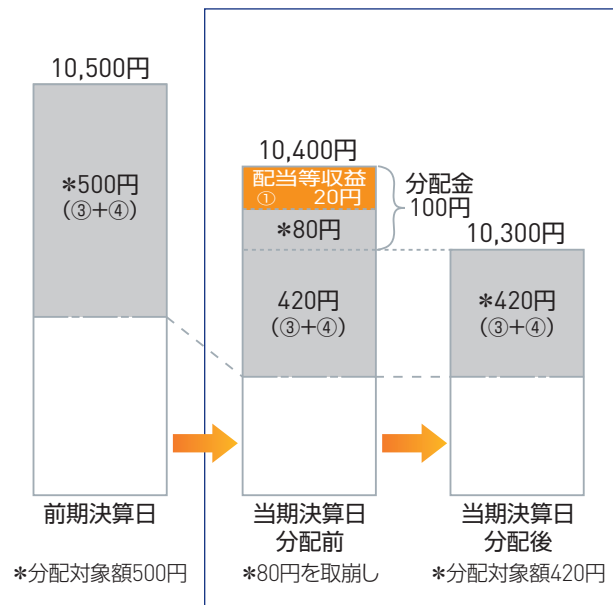 10,500円
*500円
(③+④)
前期決算日
*分配対象額500円
10,400円
配当等収益
① 20円
*80円
420円
(③+④)
分配金
100円
当期決算日
分配前
*80円を取崩し
10,300円
*420円
(③+④)
当期決算日
分配後
*分配対象額420円